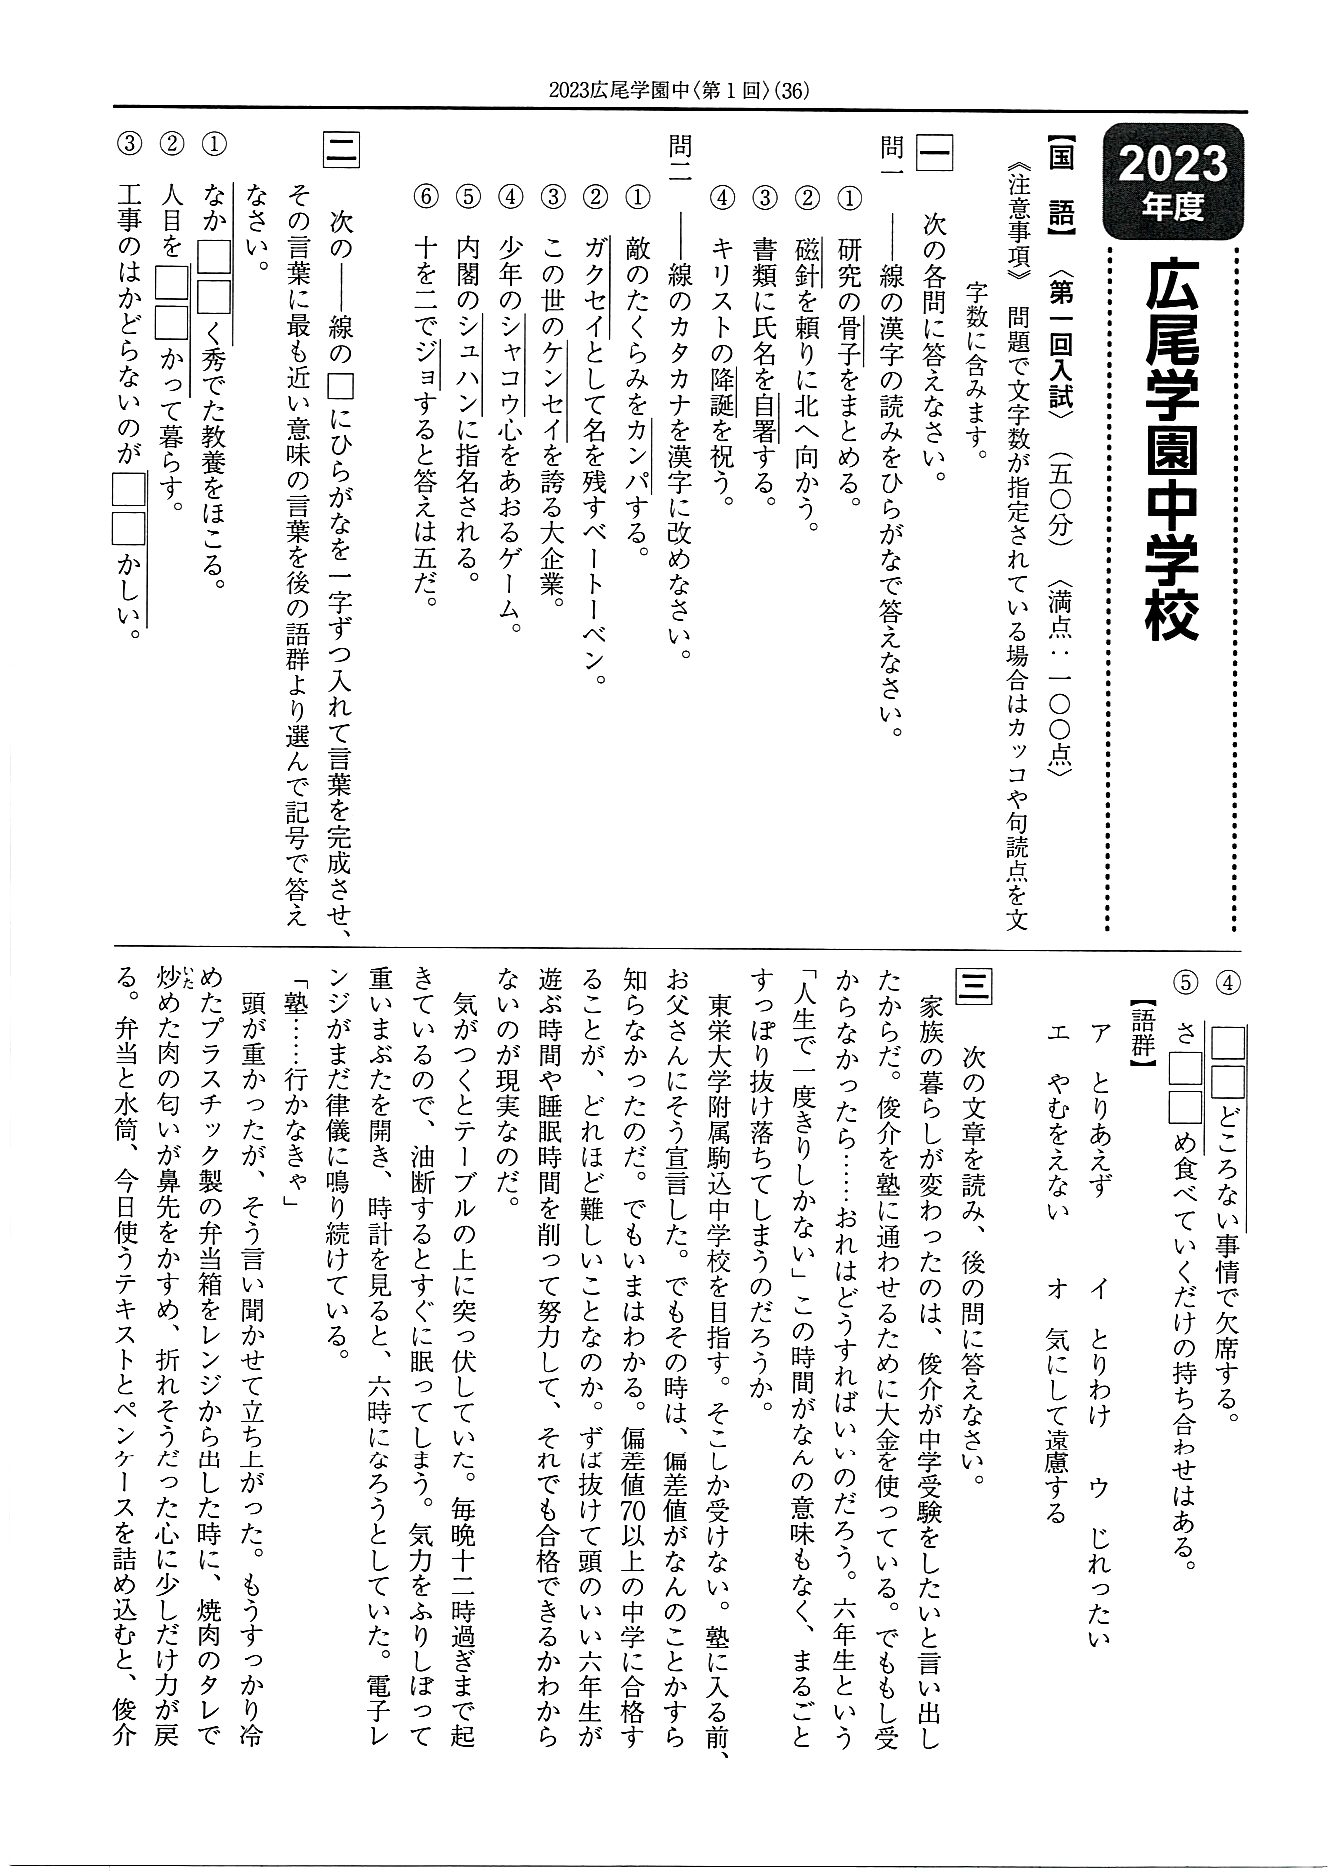 2023広尾学園中〈第1回〉(36)
2023
年度
広尾学園中学校
【国　語】〈第一回入試〉（五〇分）〈満点：一〇〇点〉
《注意事項》　問題で文字数が指定されている場合はカッコや句読点を文
字数に含みます。
一　次の各問に答えなさい。
問一　――線の漢字の読みをひらがなで答えなさい。
①　研究の骨子をまとめる。
②　磁針を頼りに北へ向かう。
③　書類に氏名を自署する。
④　キリストの降誕を祝う。
問二　――線のカタカナを漢字に改めなさい。
①　敵のたくらみをカンパする。
②　ガクセイとして名を残すベートーベン。
③　この世のケンセイを誇る大企業。
④　少年のシャコウ心をあおるゲーム。
⑤　内閣のシュハンに指名される。
⑥　十を二でジョすると答えは五だ。
二　次の――線の□にひらがなを一字ずつ入れて言葉を完成させ、
その言葉に最も近い意味の言葉を後の語群より選んで記号で答え
なさい。
①　なか□□く秀でた教養をほこる。
②　人目を□□かって暮らす。
③　工事のはかどらないのが□□かしい。
④　□□どころない事情で欠席する。
⑤　さ□□め食べていくだけの持ち合わせはある。
【語群】
ア　とりあえず　イ　とりわけ　ウ　じれったい
エ　やむをえない　オ　気にして遠慮する
三　次の文章を読み、後の問に答えなさい。
家族の暮らしが変わったのは、俊介が中学受験をしたいと言い出し
たからだ。俊介を塾に通わせるために大金を使っている。でももし受
からなかったら……おれはどうすればいいのだろう。六年生という
「人生で一度きりしかない」この時間がなんの意味もなく、まるごと
すっぽり抜け落ちてしまうのだろうか。
東栄大学附属駒込中学校を目指す。そこしか受けない。塾に入る前、
お父さんにそう宣言した。でもその時は、偏差値がなんのことかすら
知らなかったのだ。でもいまはわかる。偏差値70以上の中学に合格す
ることが、どれほど難しいことなのか。ずば抜けて頭のいい六年生が
遊ぶ時間や睡眠時間を削って努力して、それでも合格できるかわから
ないのが現実なのだ。
気がつくとテーブルの上に突っ伏していた。毎晩十二時過ぎまで起
きているので、油断するとすぐに眠ってしまう。気力をふりしぼって
重いまぶたを開き、時計を見ると、六時になろうとしていた。電子レ
ンジがまだ律儀に鳴り続けている。
「塾……行かなきゃ」
頭が重かったが、そう言い聞かせて立ち上がった。もうすっかり冷
めたプラスチック製の弁当箱をレンジから出した時に、焼肉のタレで
炒めた肉の匂いが鼻先をかすめ、折れそうだった心に少しだけ力が戻
いた
る。弁当と水筒、今日使うテキストとペンケースを詰め込むと、俊介